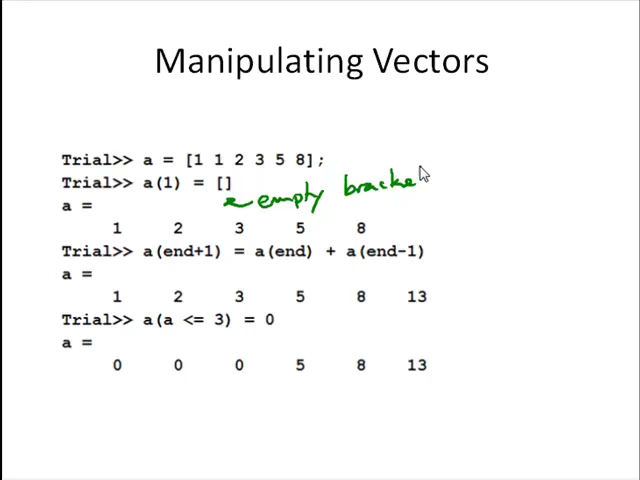 Manipulating Vectors
Trial>> a = [1 1 2 3 5 8];
Trial>> a(1) = []
empty bracke
a =
1 2 3 5 8
Trial>> a(end+1) = a(end) + a(end-1)
a =
1 2 3 5 8 13
Trial>> a(a <= 3) = 0
a =
0 0 0 5 8 13